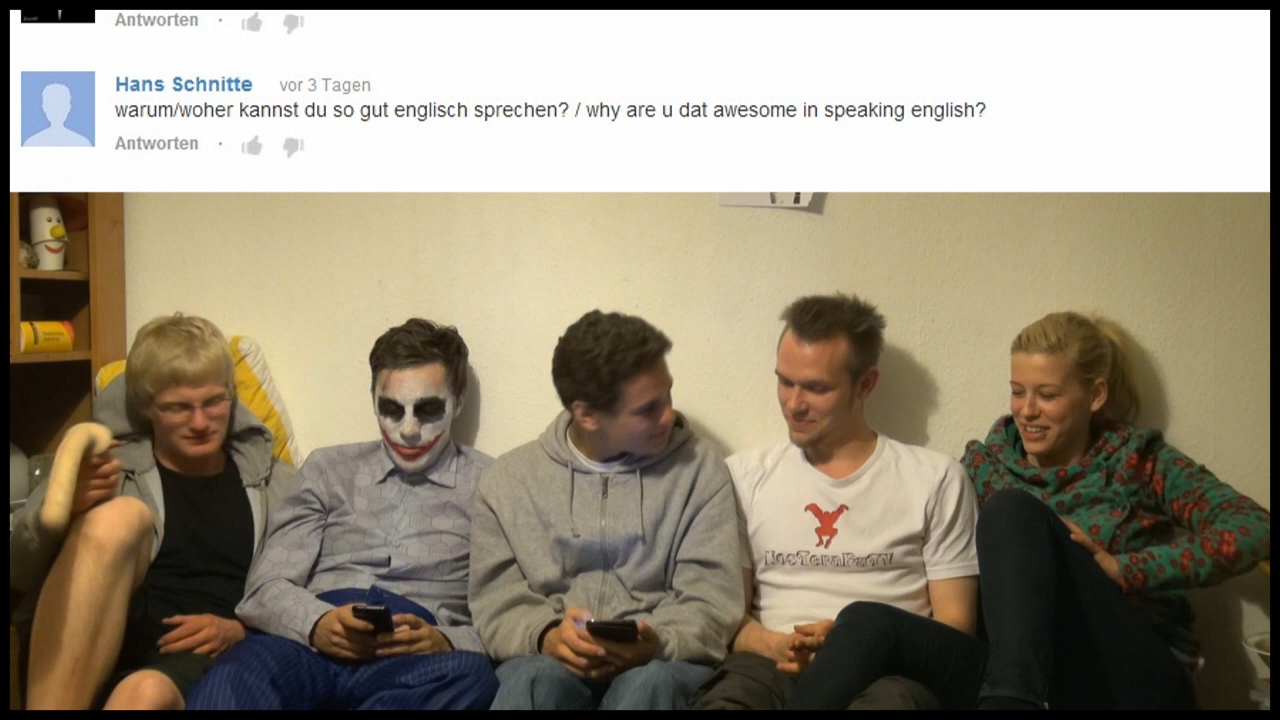 Antworten ·
Hans Schnitte vor 3 Tagen
warum/woher kannst du so gut englisch sprechen? / why are u dat awesome in speaking english?
Antworten ·